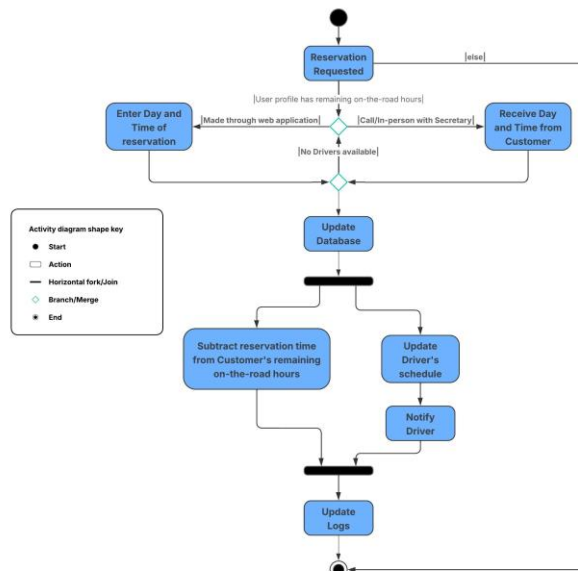 Reservation
Requested
|else|
|User profile has remaining on-the-road hours|
Enter Day and
Time of
reservation
|Made through web application|
|Call/In-person with Secretary|
Receive Day
and Time from
Customer
|No Drivers available|
Update
Database
Activity diagram shape key
Start
Action
Horizontal fork/Join
Branch/Merge
End
Subtract reservation time
from Customer's remaining
on-the-road hours
Update
Driver's
schedule
Notify
Driver
Update
Logs